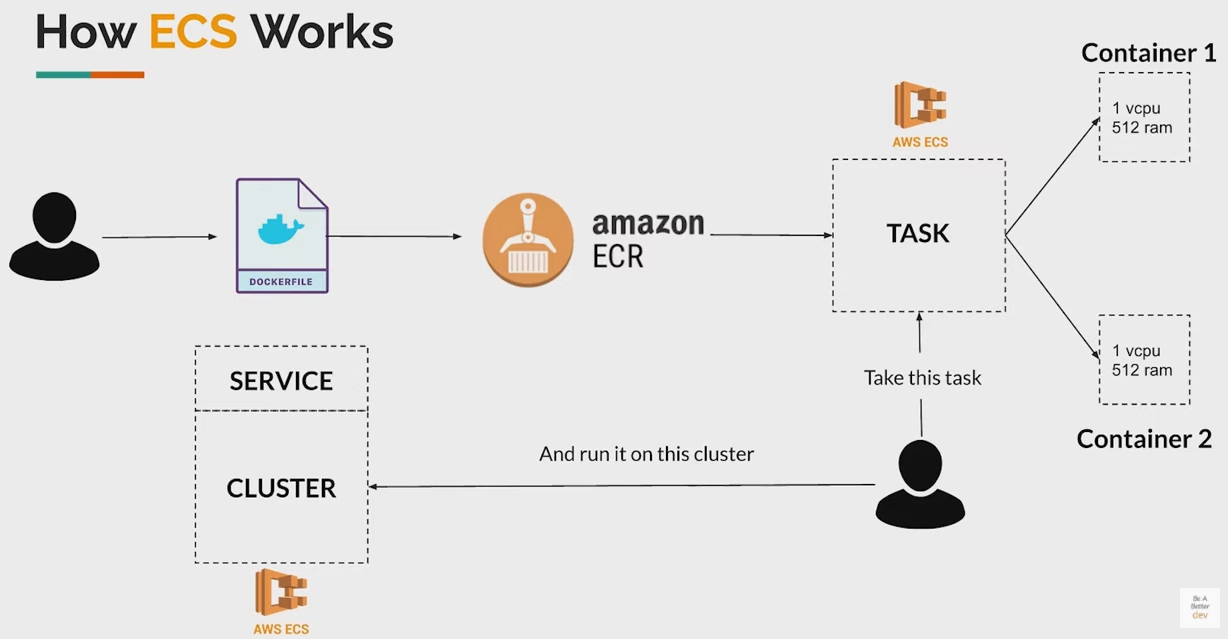 How ECS Works
Container 1
1 vcpu
512 ram
AWS ECS
TASK
DOCKERFILE
amazon
ECR
1 vcpu
512 ram
Container 2
Take this task
SERVICE
CLUSTER
And run it on this cluster
AWS ECS
Be A
Better
dev